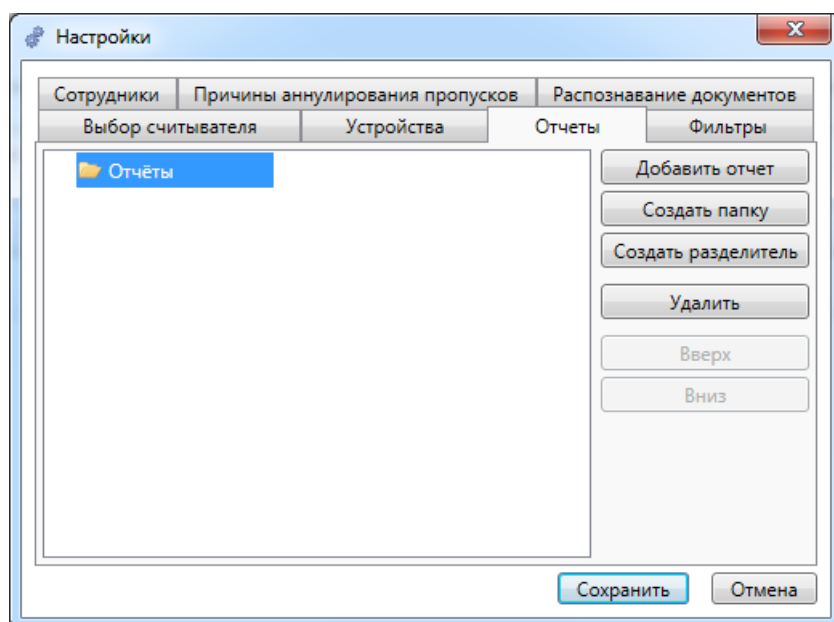 Настройки
Сотрудники Причины аннулирования пропусков Распознавание документов
Выбор считывателя Устройства Отчеты Фильтры
Отчёты
Добавить отчет
Создать папку
Создать разделитель
Удалить
Вверх
Вниз
Сохранить Отмена